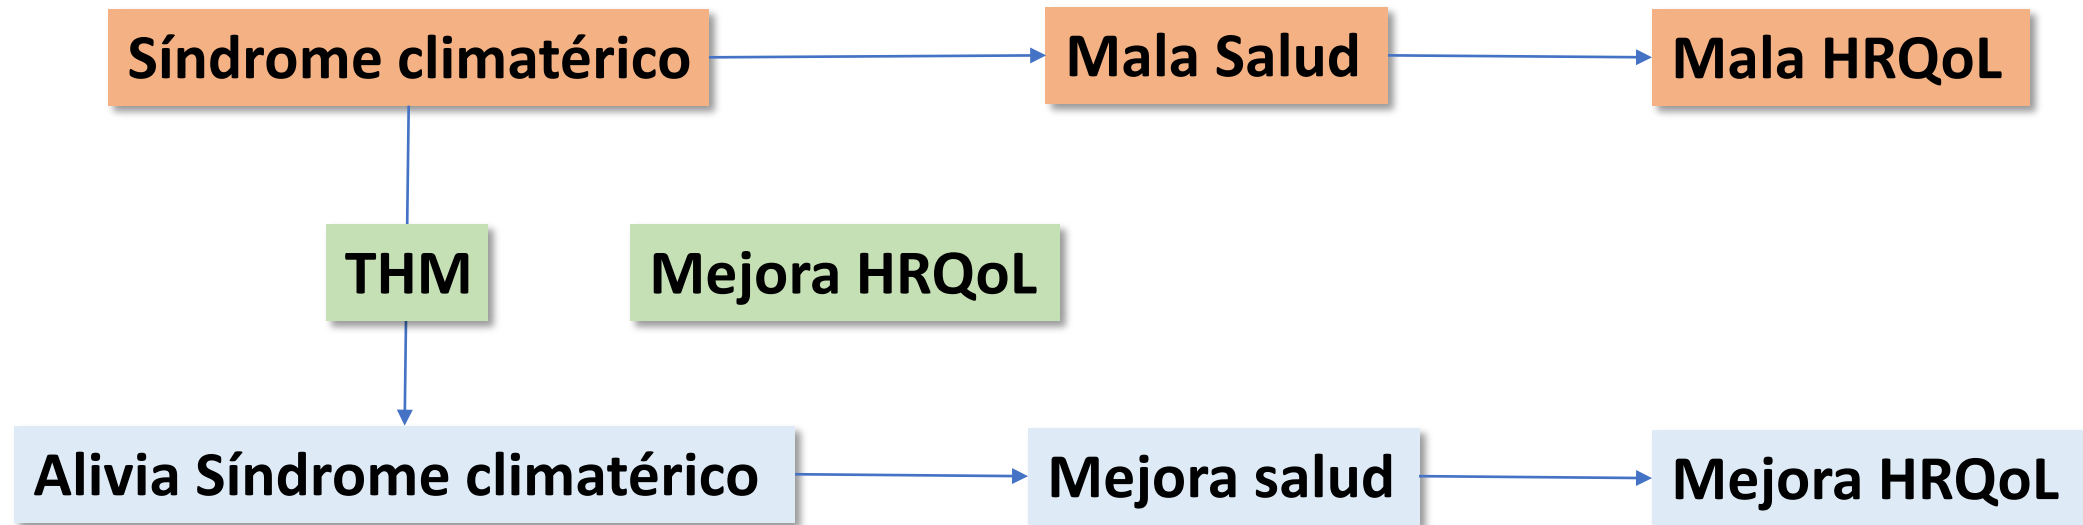 Síndrome climatérico
Mala Salud
Mala HRQoL
THM
Mejora HRQoL
Alivia Síndrome climatérico
Mejora salud
Mejora HRQoL